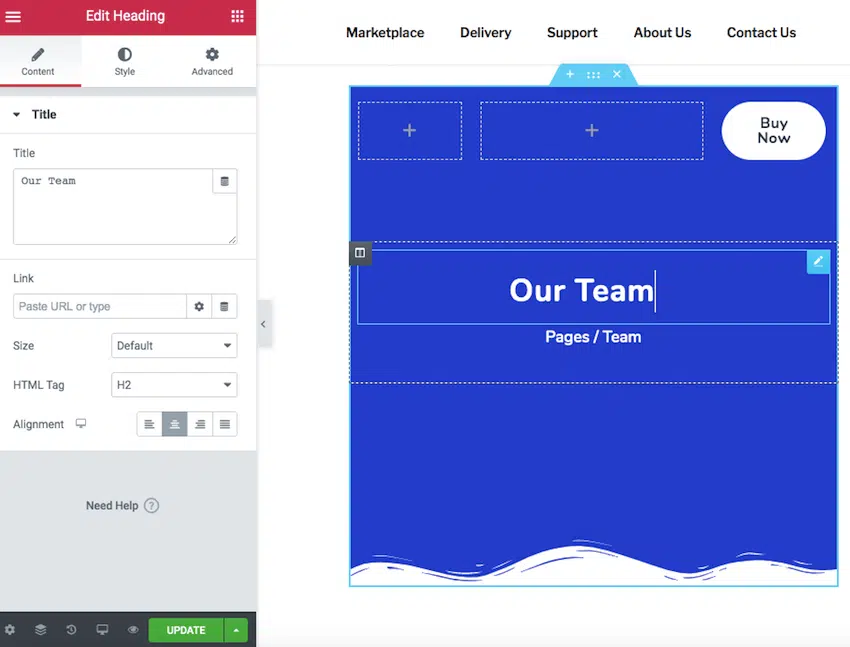 Edit Heading
Content
Style
Advanced
Title
Title
Our Team
Link
Paste URL or type
Size
Default
HTML Tag
H2
Alignment
Need Help ?
UPDATE
Marketplace Delivery Support About Us Contact Us
Buy
Now
Our Team
Pages / Team